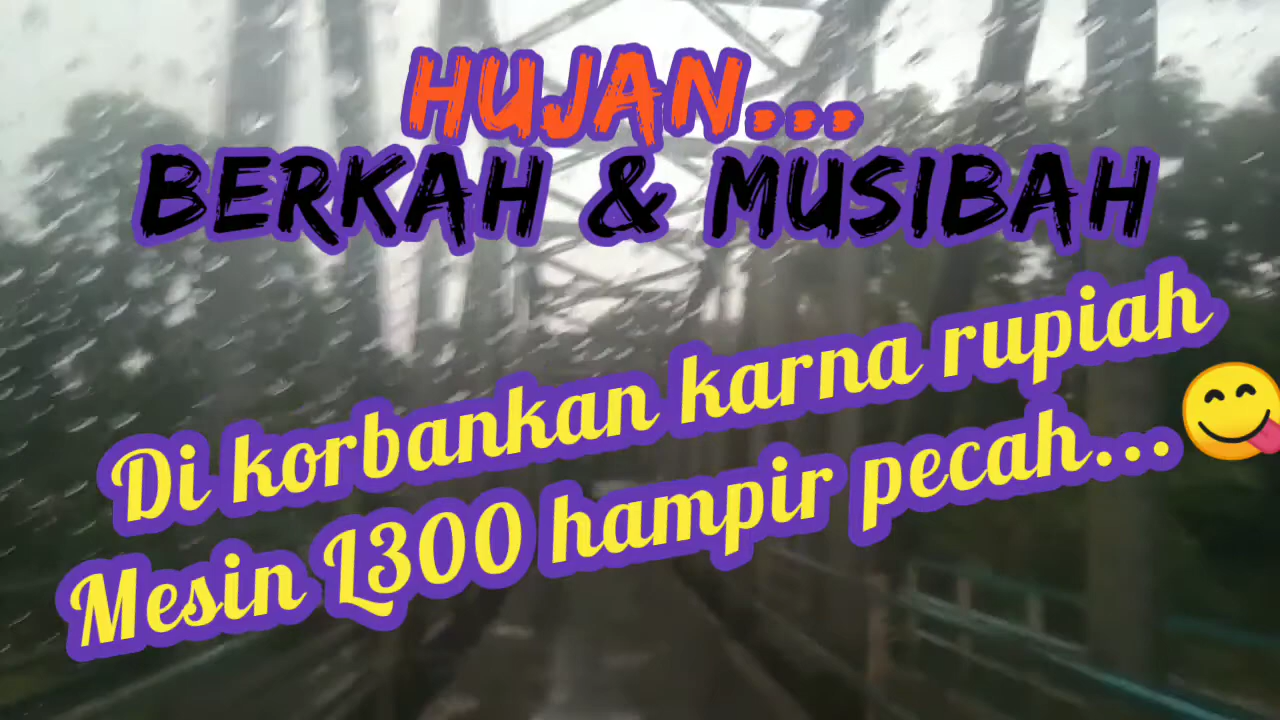 HUJAN...
BERKAH & MUSIBAH
Di korbankan karna rupiah
Mesin L300 hampir pecah...😋